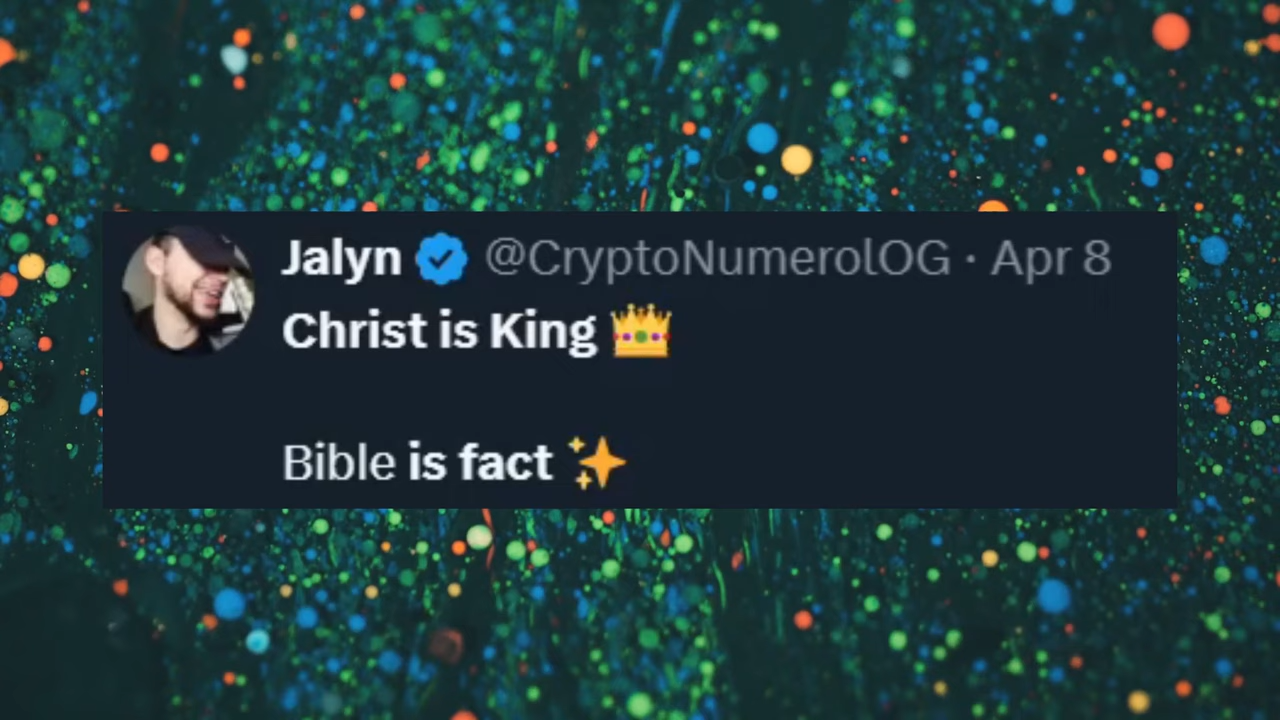 Jalyn @CryptoNumerolOG · Apr 8
Christ is King 👑
Bible is fact ✨